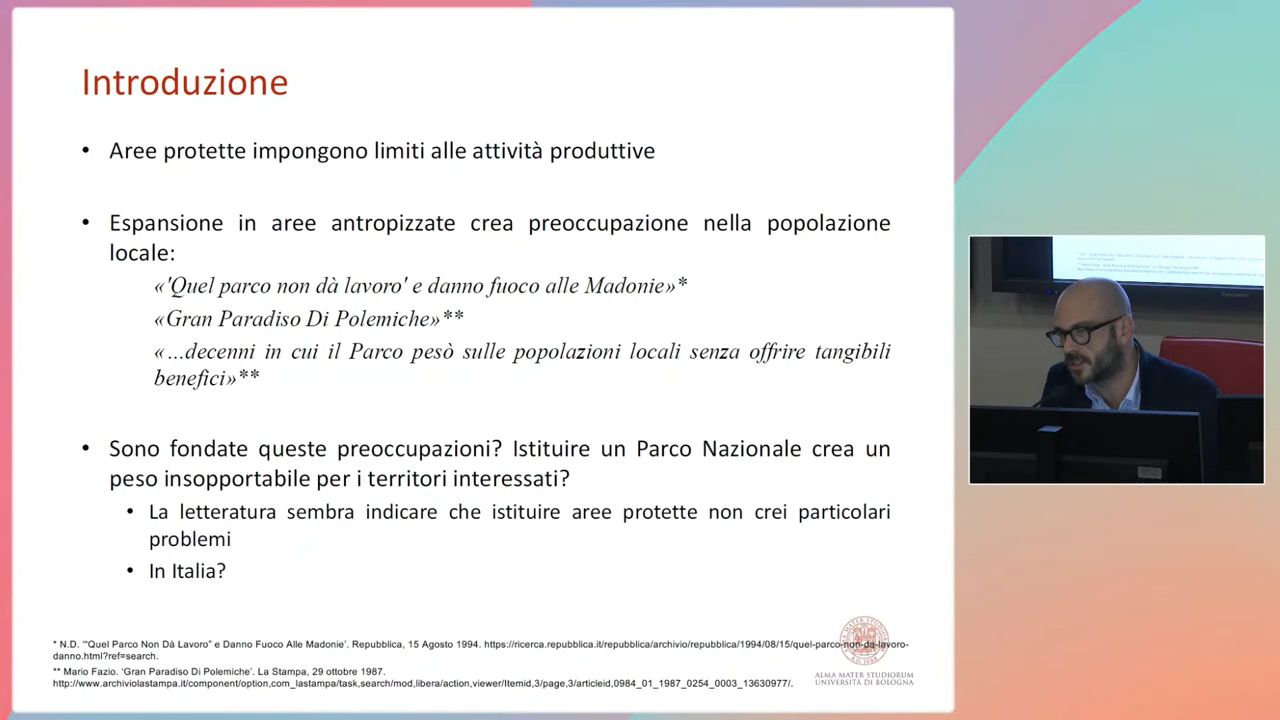 Introduzione
• Aree protette impongono limiti alle attività produttive
• Espansione in aree antropizzate crea preoccupazione nella popolazione
locale:
«'Quel parco non dà lavoro' e danno fuoco alle Madonie»*
«Gran Paradiso Di Polemiche»**
«…decenni in cui il Parco pesò sulle popolazioni locali senza offrire tangibili
benefici»**
• Sono fondate queste preoccupazioni? Istituire un Parco Nazionale crea un
peso insopportabile per i territori interessati?
• La letteratura sembra indicare che istituire aree protette non crei particolari
problemi
• In Italia?
* N.D. '"Quel Parco Non Dà Lavoro" e Danno Fuoco Alle Madonie'. Repubblica, 15 Agosto 1994. https://ricerca.repubblica.it/repubblica/archivio/repubblica/1994/08/15/quel-parco-non-da-lavoro-
danno.html?ref=search.
** Mario Fazio. 'Gran Paradiso Di Polemiche'. La Stampa, 29 ottobre 1987.
http://www.archiviolastampa.it/component/option,com_lastampa/task,search/mod,libera/action,viewer/Itemid,3/page,3/articleid,0984_01_1987_0254_0003_13630977/.
ALMA MATER STUDIORUM
UNIVERSITÀ DI BOLOGNA